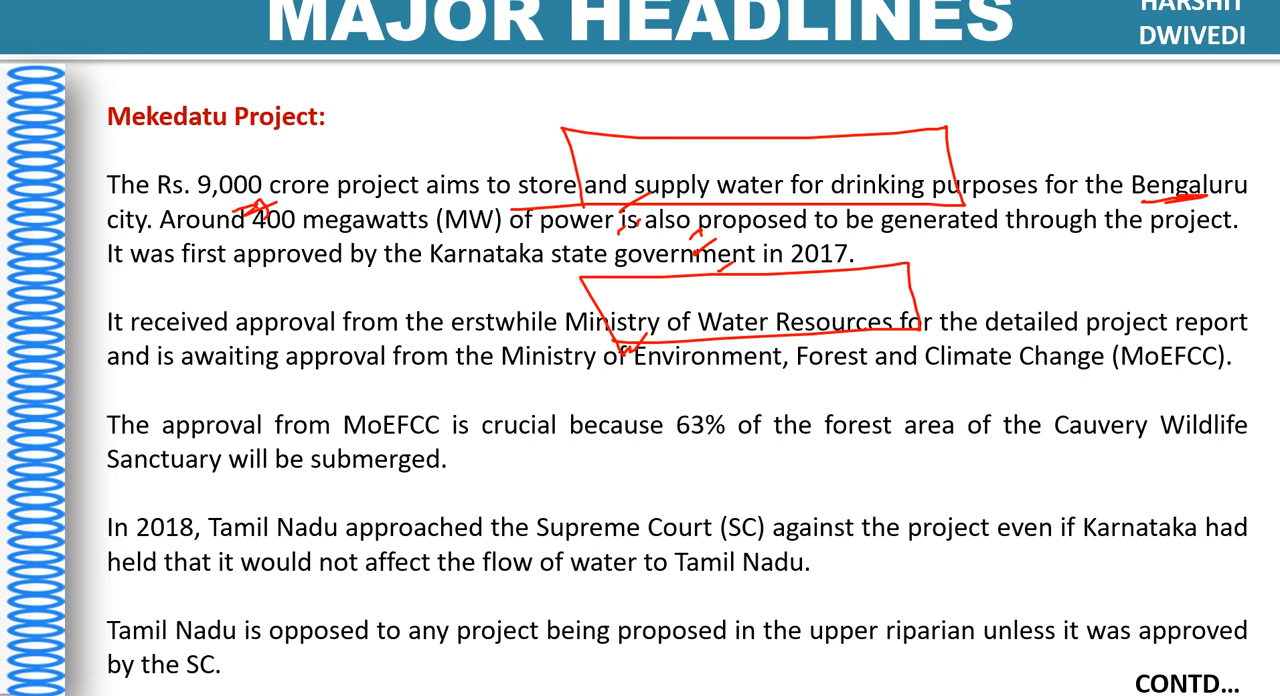 MAJOR HEADLINES
HARSHIT
DWIVEDI
Mekedatu Project:
The Rs. 9,000 crore project aims to store and supply water for drinking purposes for the Bengaluru
city. Around 400 megawatts (MW) of power is also proposed to be generated through the project.
It was first approved by the Karnataka state government in 2017.
It received approval from the erstwhile Ministry of Water Resources for the detailed project report
and is awaiting approval from the Ministry of Environment, Forest and Climate Change (MoEFCC).
The approval from MoEFCC is crucial because 63% of the forest area of the Cauvery Wildlife
Sanctuary will be submerged.
In 2018, Tamil Nadu approached the Supreme Court (SC) against the project even if Karnataka had
held that it would not affect the flow of water to Tamil Nadu.
Tamil Nadu is opposed to any project being proposed in the upper riparian unless it was approved
by the SC.
CONTD...